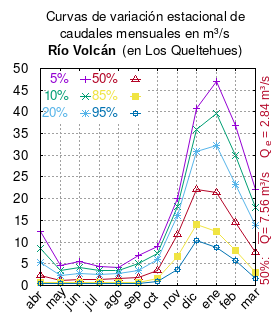 Curvas de variación estacional de
caudales mensuales en m³/s
Río Volcán (en Los Queltehues)
5% 50%
10% 85%
20% 95%
50
45
40
35
30
25
20
15
10
5
0
abr may jun jul ago sep oct nov dic ene feb mar
50%: Q= 7.56 m³/s Qe = 2.84 m³/s